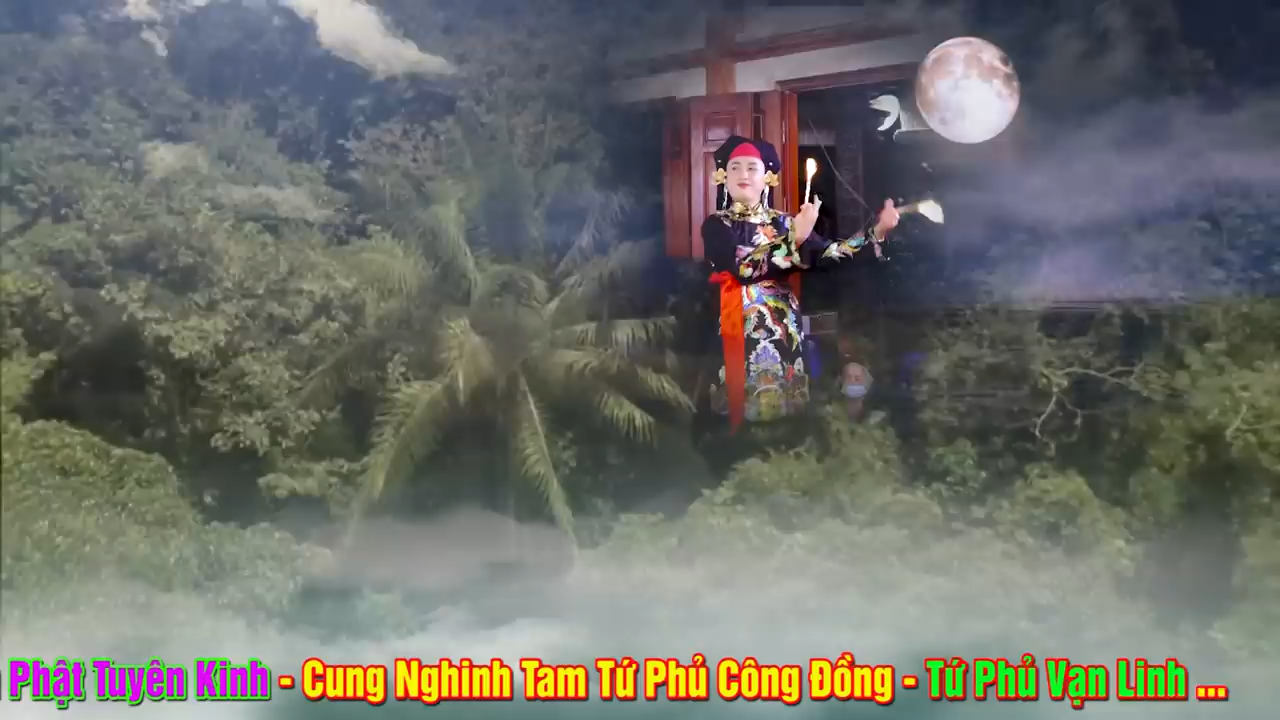 Phật Tuyên Kinh - Cung Nghinh Tam Tứ Phủ Công Đồng - Tứ Phủ Vạn Linh ...